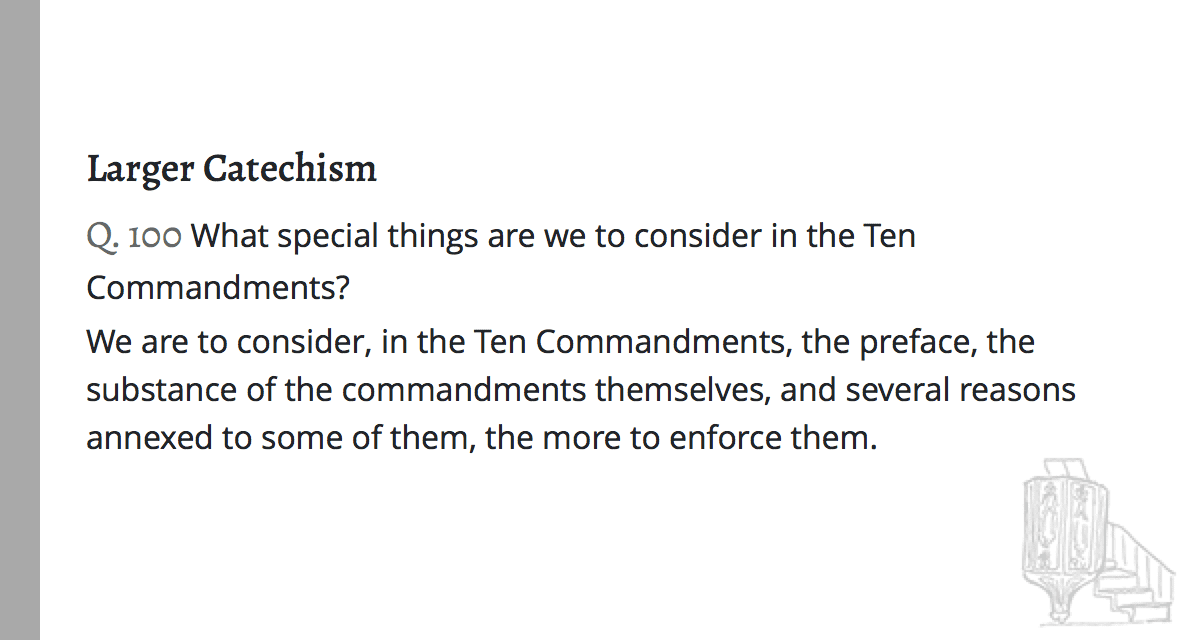 Larger Catechism
Q. 100 What special things are we to consider in the Ten
Commandments?
We are to consider, in the Ten Commandments, the preface, the
substance of the commandments themselves, and several reasons
annexed to some of them, the more to enforce them.